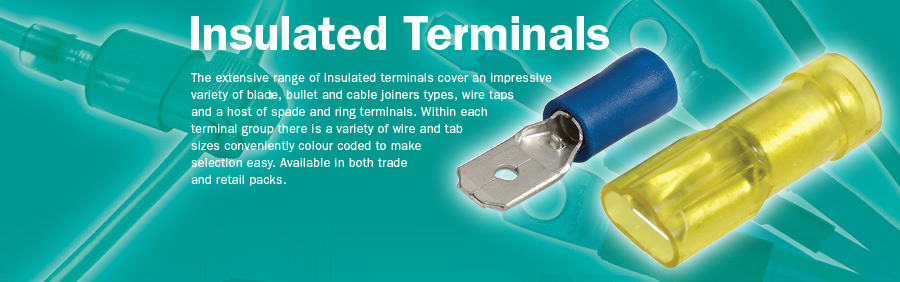 Insulated Terminals
The extensive range of insulated terminals cover an impressive
variety of blade, bullet and cable joiners types, wire taps
and a host of spade and ring terminals. Within each
terminal group there is a variety of wire and tab
sizes conveniently colour coded to make
selection easy. Available in both trade
and retail packs.